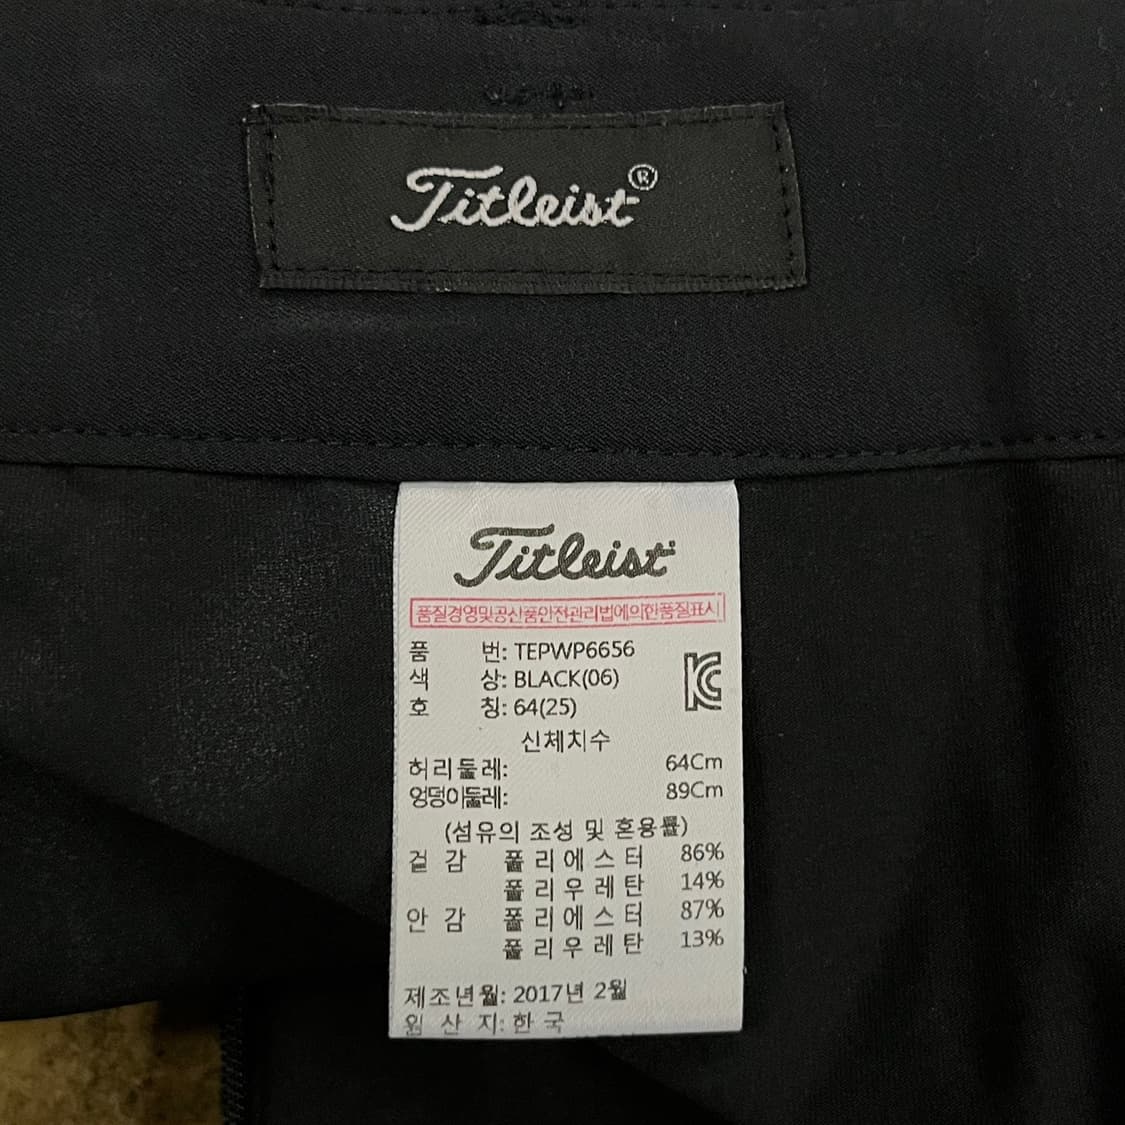 Titleist®
Titleist
품질경영및공산품안전관리법에의한품질표시
품 번: TEPWP6656
색 상: BLACK(06)
호 칭: 64(25)
신체치수
허리둘레: 64Cm
엉덩이둘레: 89Cm
(섬유의 조성 및 혼용률)
겉 감 폴 리 에 스 터 86%
폴 리 우 레 탄 14%
안 감 폴 리 에 스 터 87%
폴 리 우 레 탄 13%
제조년월: 2017년 2월
원 산 지: 한 국